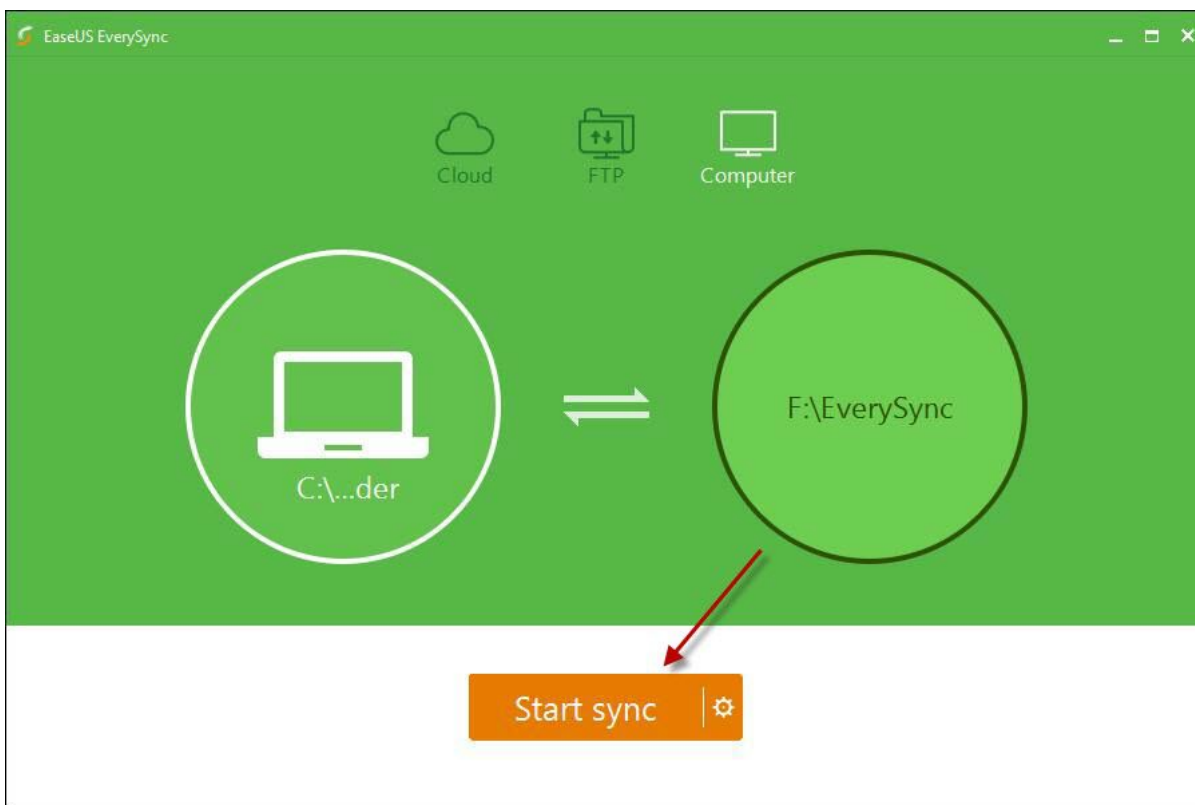 EaseUS EverySync
Cloud
FTP
Computer
C:\...der
F:\EverySync
Start sync